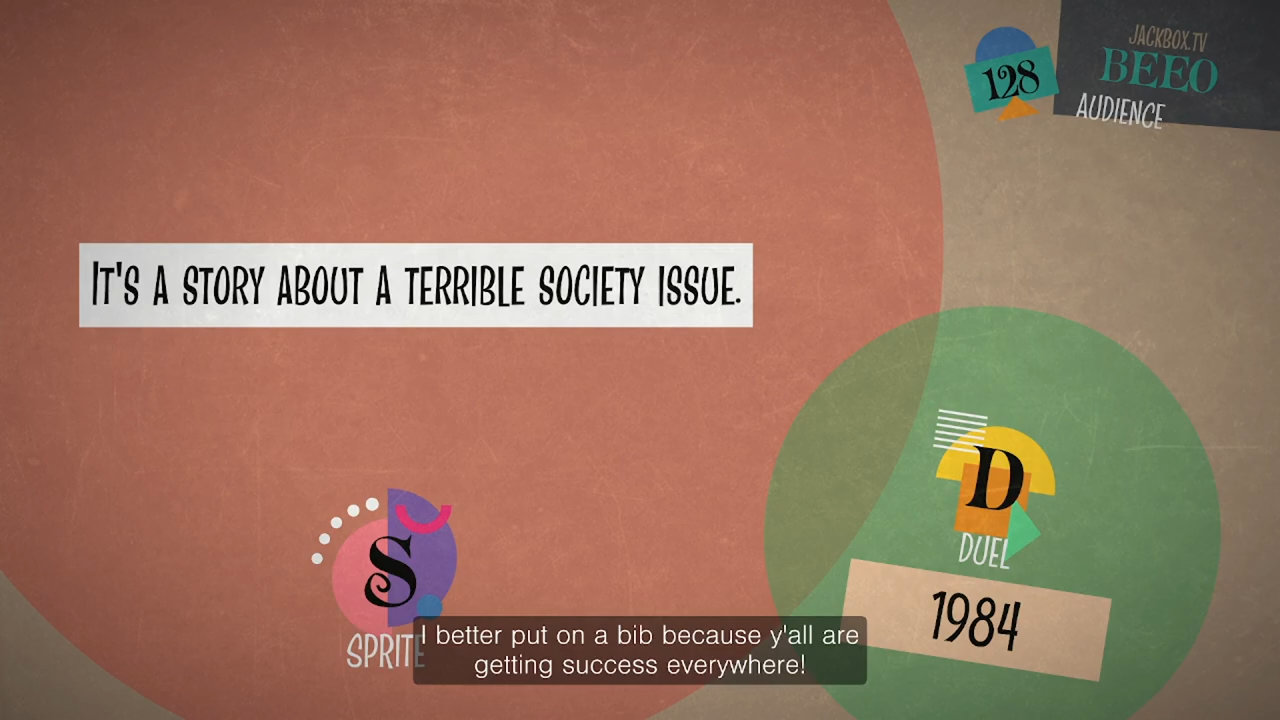 JACKBOX.TV
BEEO
AUDIENCE
128
IT'S A STORY ABOUT A TERRIBLE SOCIETY ISSUE.
D
DUEL
1984
S
SPRITE
I better put on a bib because y'all are
getting success everywhere!